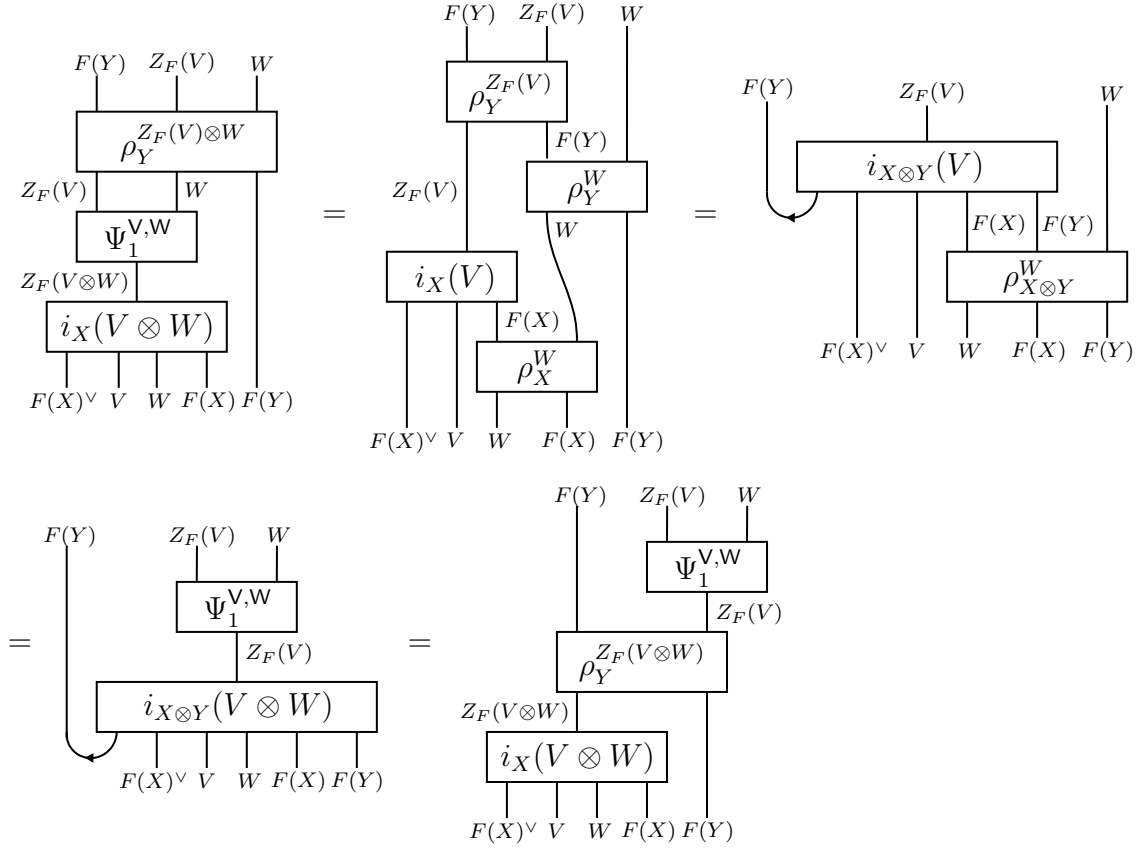 F(Y) Z_F(V) W
ρ_Y^{Z_F(V)⊗W}
Z_F(V) W
Ψ_1^{V,W}
Z_F(V⊗W)
i_X(V ⊗ W)
F(X)^∨ V W F(X) F(Y)
=
F(Y) Z_F(V) W
ρ_Y^{Z_F(V)}
F(Y)
Z_F(V)
ρ_Y^W
W
i_X(V)
F(X)
ρ_X^W
F(X)^∨ V W F(X) F(Y)
=
F(Y) Z_F(V) W
i_{X⊗Y}(V)
F(X) F(Y)
ρ_{X⊗Y}^W
F(X)^∨ V W F(X) F(Y)
=
F(Y) Z_F(V) W
Ψ_1^{V,W}
Z_F(V)
i_{X⊗Y}(V ⊗ W)
F(X)^∨ V W F(X) F(Y)
=
F(Y) Z_F(V) W
Ψ_1^{V,W}
Z_F(V)
ρ_Y^{Z_F(V⊗W)}
Z_F(V⊗W)
i_X(V ⊗ W)
F(X)^∨ V W F(X) F(Y)